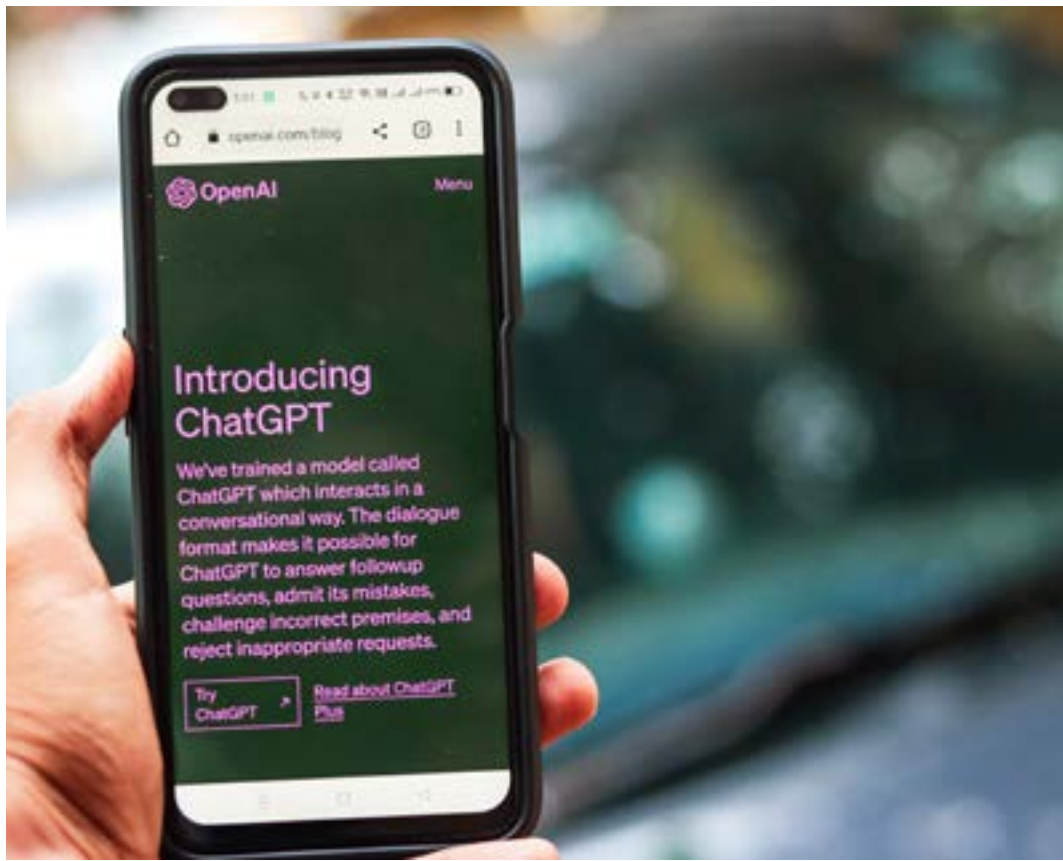 openai.com/blog
OpenAI
Menu
Introducing
ChatGPT
We've trained a model called
ChatGPT which interacts in a
conversational way. The dialogue
format makes it possible for
ChatGPT to answer followup
questions, admit its mistakes,
challenge incorrect premises, and
reject inappropriate requests.
Try
ChatGPT ↗
Read about ChatGPT
Plus